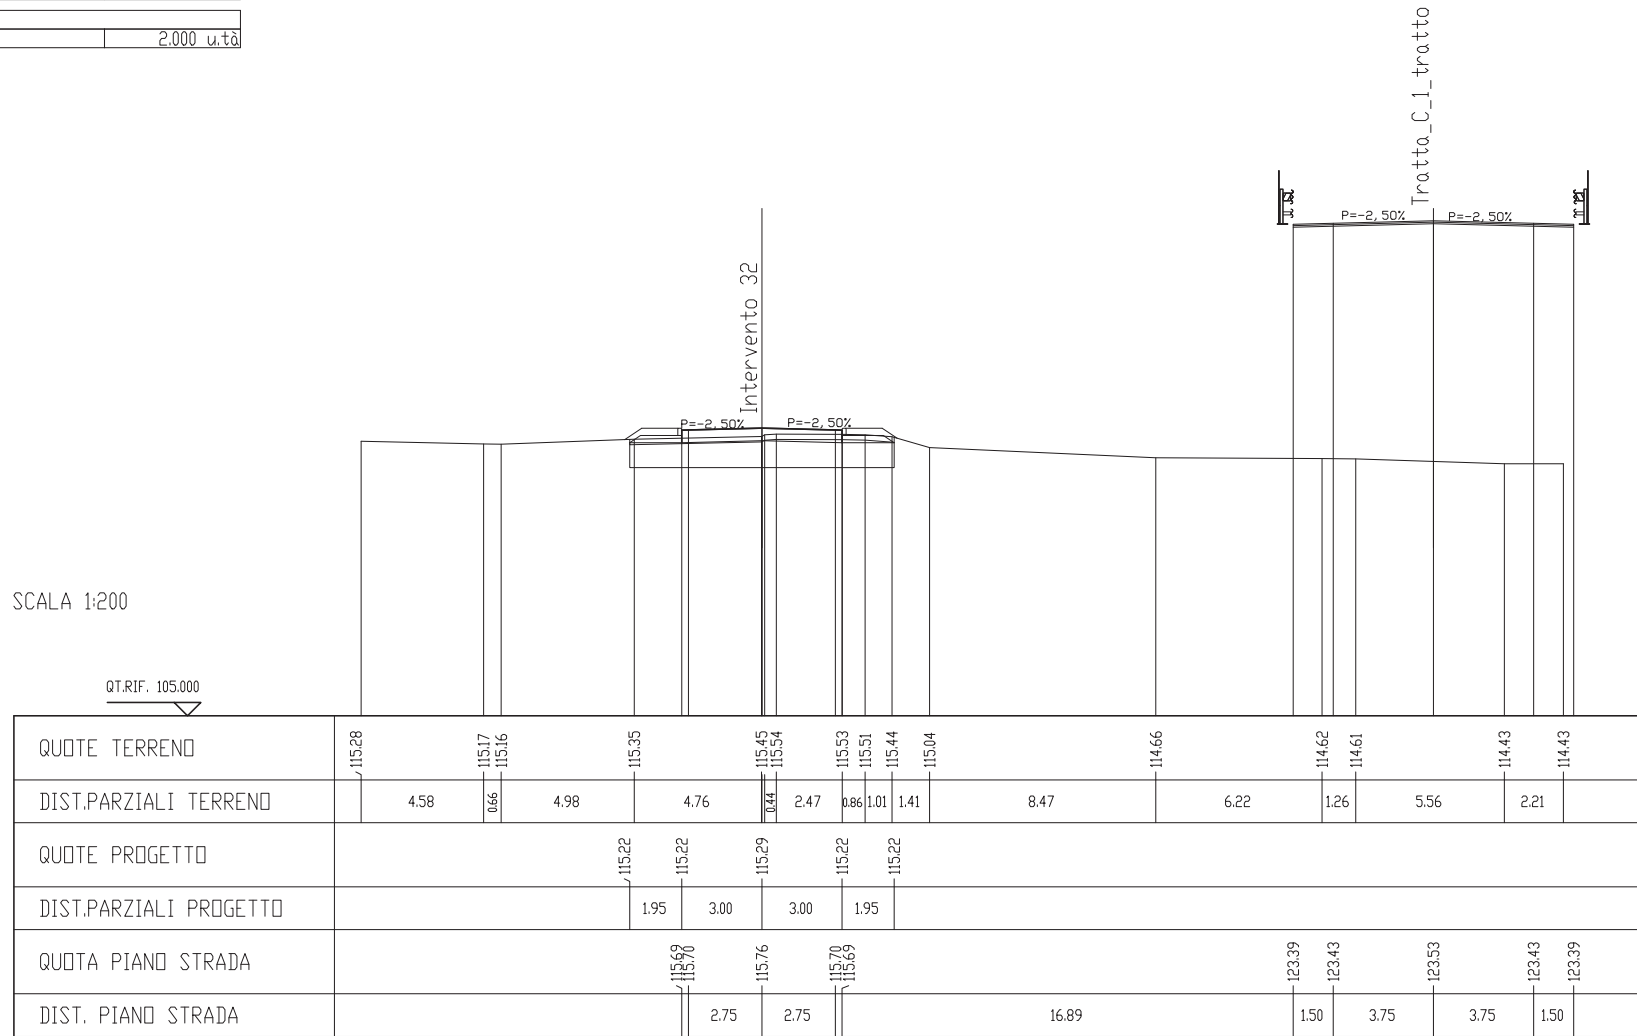 2.000 u.tà
Tratta_C_1_tratto
P=-2,50% P=-2,50%
Intervento 32
P=-2,50% P=-2,50%
SCALA 1:200
QT.RIF. 105.000
QUOTE TERRENO 115.28 115.17 115.16 115.35 115.45 115.54 115.53 115.51 115.44 115.04 114.66 114.62 114.61 114.43 114.43
DIST.PARZIALI TERRENO 4.58 0.66 4.98 4.76 0.44 2.47 0.86 1.01 1.41 8.47 6.22 1.26 5.56 2.21
QUOTE PROGETTO 115.22 115.22 115.29 115.22 115.22
DIST.PARZIALI PROGETTO 1.95 3.00 3.00 1.95
QUOTA PIANO STRADA 115.69 115.70 115.76 115.70 115.69 123.39 123.43 123.53 123.43 123.39
DIST. PIANO STRADA 2.75 2.75 16.89 1.50 3.75 3.75 1.50